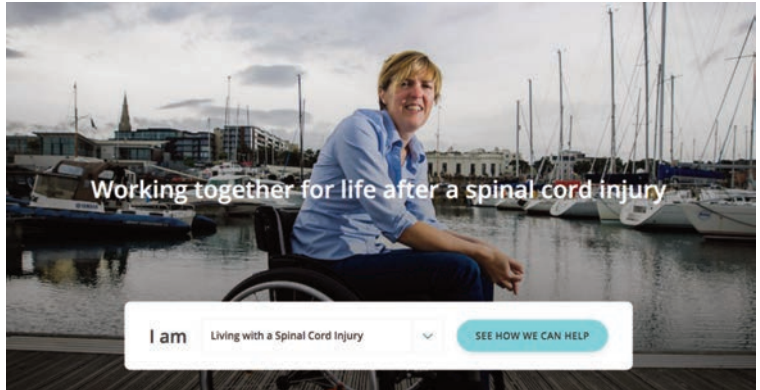 Working together for life after a spinal cord injury
I am
Living with a Spinal Cord Injury
SEE HOW WE CAN HELP